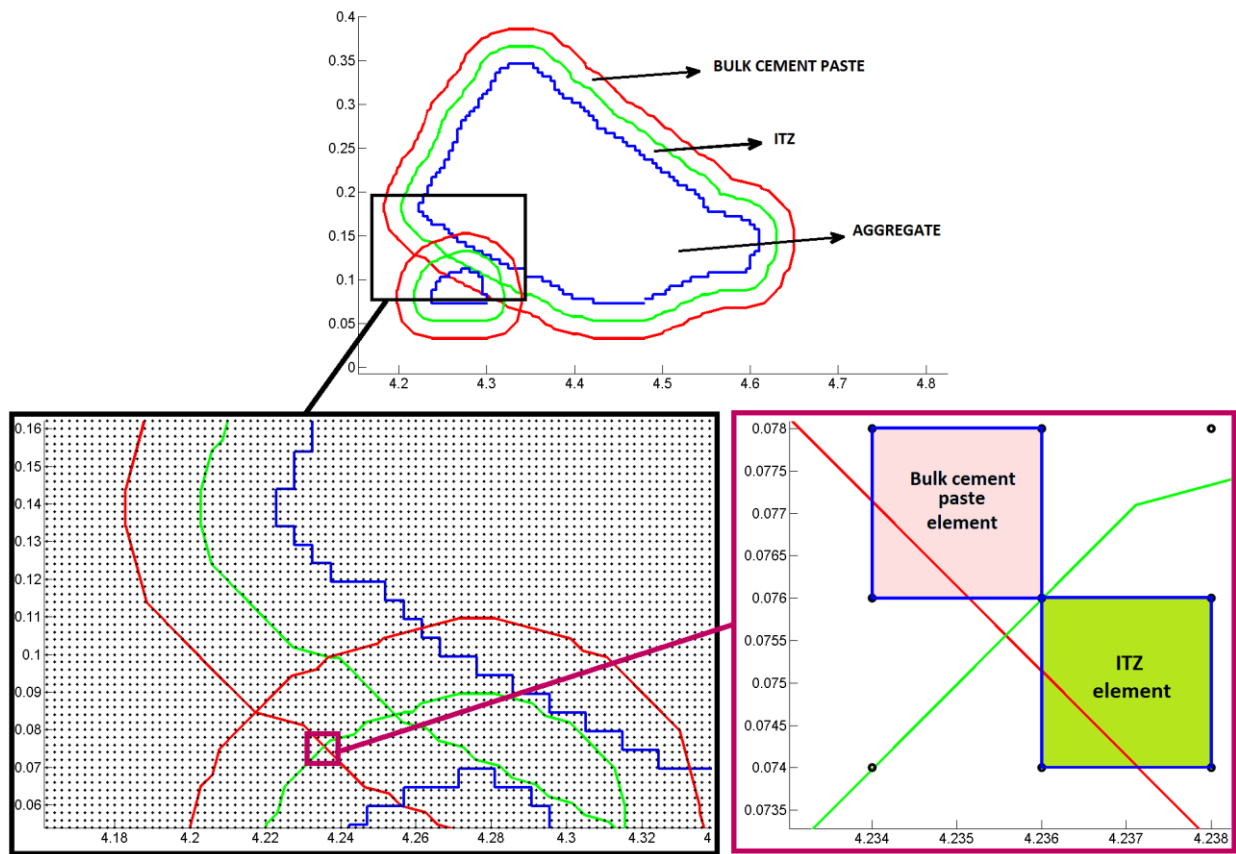 0.4
0.35
BULK CEMENT PASTE
0.3
0.25
ITZ
0.2
AGGREGATE
0.15
0.1
0.05
0
4.2 4.3 4.4 4.5 4.6 4.7 4.8
0.16
0.15
0.14
0.13
0.12
0.11
0.1
0.09
0.08
0.07
0.06
4.18 4.2 4.22 4.24 4.26 4.28 4.3 4.32 4
0.078
0.0775
0.077
0.0765
0.076
0.0755
0.075
0.0745
0.074
0.0735
Bulk cement
paste
element
ITZ
element
4.234 4.235 4.236 4.237 4.238